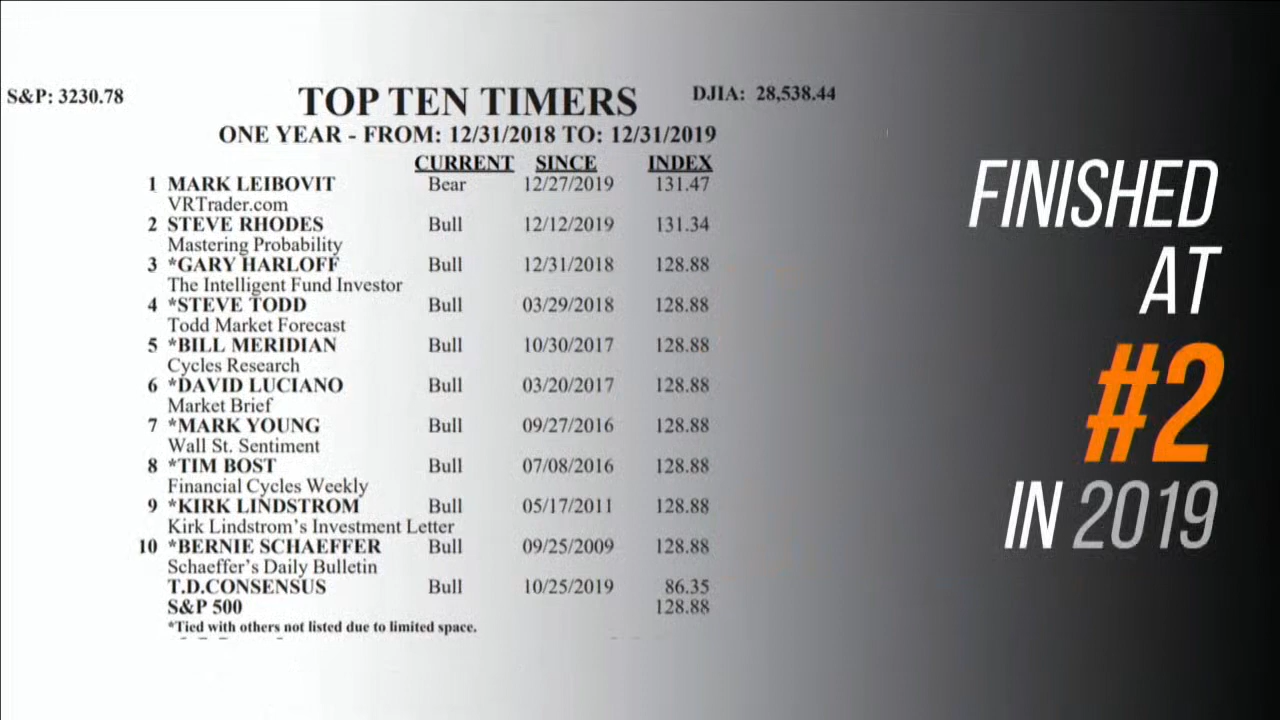 S&P: 3230.78
TOP TEN TIMERS
DJIA: 28,538.44
ONE YEAR - FROM: 12/31/2018 TO: 12/31/2019
CURRENT SINCE INDEX
1 MARK LEIBOVIT Bear 12/27/2019 131.47
VRTrader.com
2 STEVE RHODES Bull 12/12/2019 131.34
Mastering Probability
3 *GARY HARLOFF Bull 12/31/2018 128.88
The Intelligent Fund Investor
4 *STEVE TODD Bull 03/29/2018 128.88
Todd Market Forecast
5 *BILL MERIDIAN Bull 10/30/2017 128.88
Cycles Research
6 *DAVID LUCIANO Bull 03/20/2017 128.88
Market Brief
7 *MARK YOUNG Bull 09/27/2016 128.88
Wall St. Sentiment
8 *TIM BOST Bull 07/08/2016 128.88
Financial Cycles Weekly
9 *KIRK LINDSTROM Bull 05/17/2011 128.88
Kirk Lindstrom's Investment Letter
10 *BERNIE SCHAEFFER Bull 09/25/2009 128.88
Schaeffer's Daily Bulletin
T.D.CONSENSUS Bull 10/25/2019 86.35
S&P 500 128.88
*Tied with others not listed due to limited space.
FINISHED
AT
#2
IN 2019